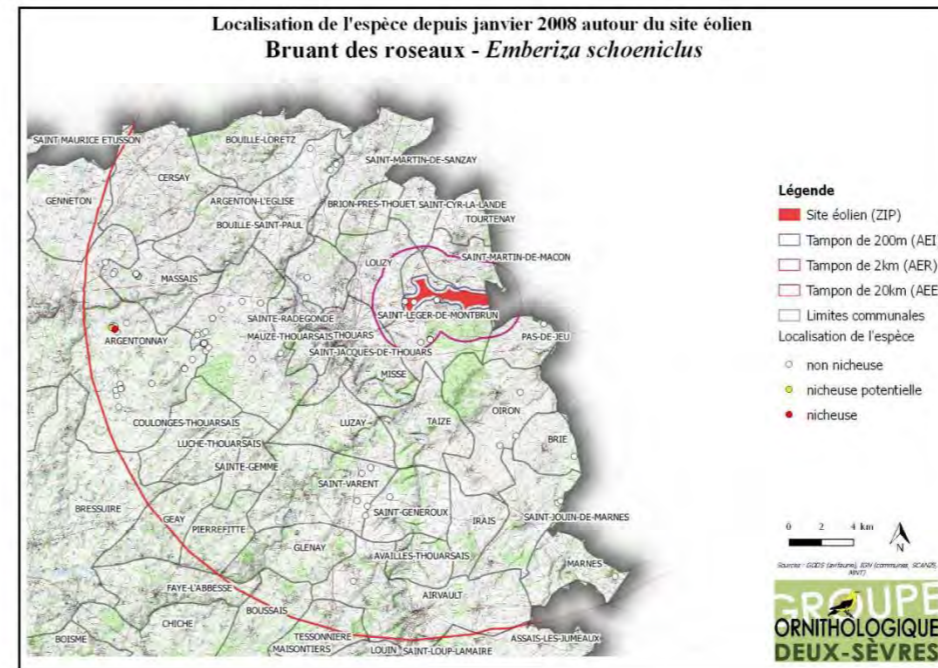 Localisation de l'espèce depuis janvier 2008 autour du site éolien
Bruant des roseaux - Emberiza schoeniclus
SAINT-MAURICE ETUSSON
BOUILLE-LORETZ
CERSAY
SAINT-MARTIN-DE-SANZAY
GENNETON
ARGENTON-L'EGLISE
BRION-PRES-THOUET
SAINT-CYR-LA-LANDE
TOURTENAY
BOUILLE-SAINT-PAUL
SAINT-MARTIN-DE-MACON
LOUZY
MASSAIS
SAINTE-RADEGONDE
SAINT-LEGER-DE-MONTBRUN
ARGENTONNAY
MAUZE-THOUARSAIS
THOUARS
PAS-DE-JEU
SAINT-JACQUES-DE-THOUARS
MISSE
OIRON
COULONGES-THOUARSAIS
LUZAY
TAIZE
BRIE
LUCHE-THOUARSAIS
SAINTE-GEMME
SAINT-VARENT
BRESSUIRE
GEAY
SAINT-GENEROUX
IRAIS
SAINT-JOUIN-DE-MARNES
PIERREFITTE
GLENAY
AVAILLES-THOUARSAIS
MARNES
FAYE-L'ABBESSE
AIRVAULT
BOUSSAIS
CHICHE
BOISME
TESSONNIERE
ASSAIS-LES-JUMEAUX
MAISONTIERS
LOUIN
SAINT-LOUP-LAMAIRE
Légende
Site éolien (ZIP)
Tampon de 200m (AEI
Tampon de 2km (AER)
Tampon de 20km (AEE
Limites communales
Localisation de l'espèce
non nicheuse
nicheuse potentielle
nicheuse
0 2 4 km
N
GROUPE
ORNITHOLOGIQUE
DEUX-SÈVRES